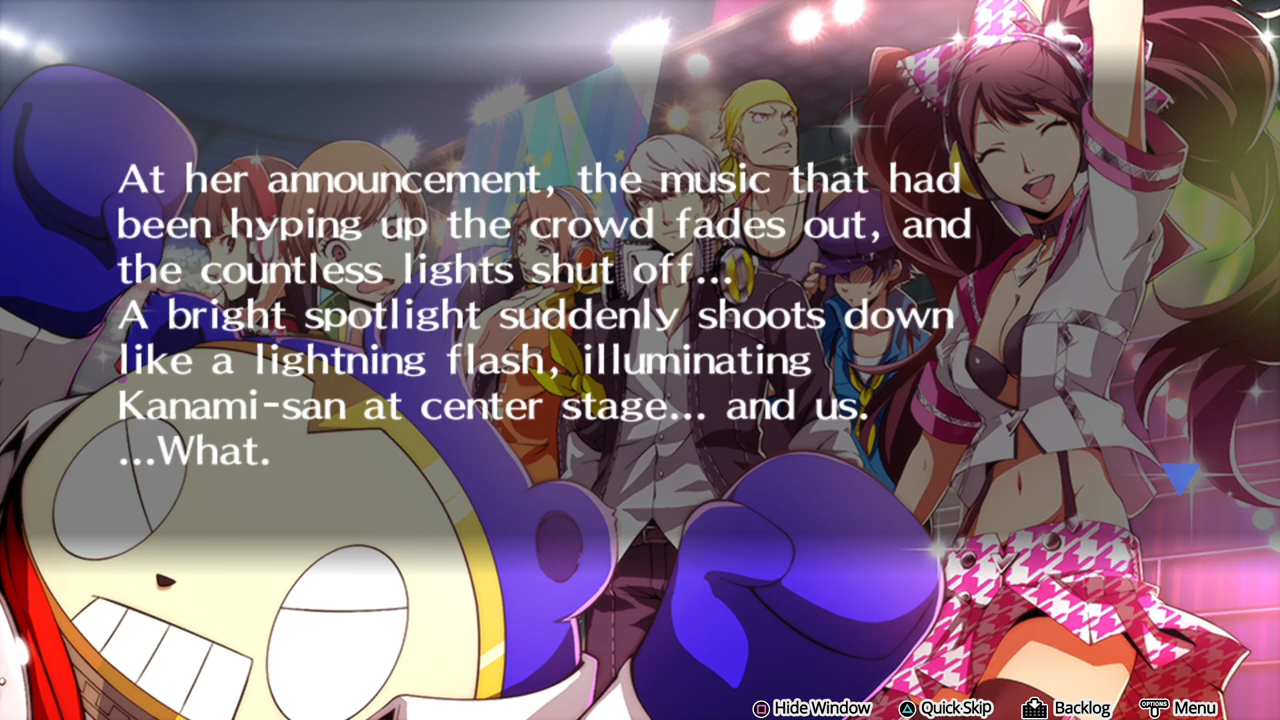 At her announcement, the music that had
been hyping up the crowd fades out, and
the countless lights shut off...
A bright spotlight suddenly shoots down
like a lightning flash, illuminating
Kanami-san at center stage... and us.
...What.
Hide Window Quick Skip Backlog OPTIONS Menu